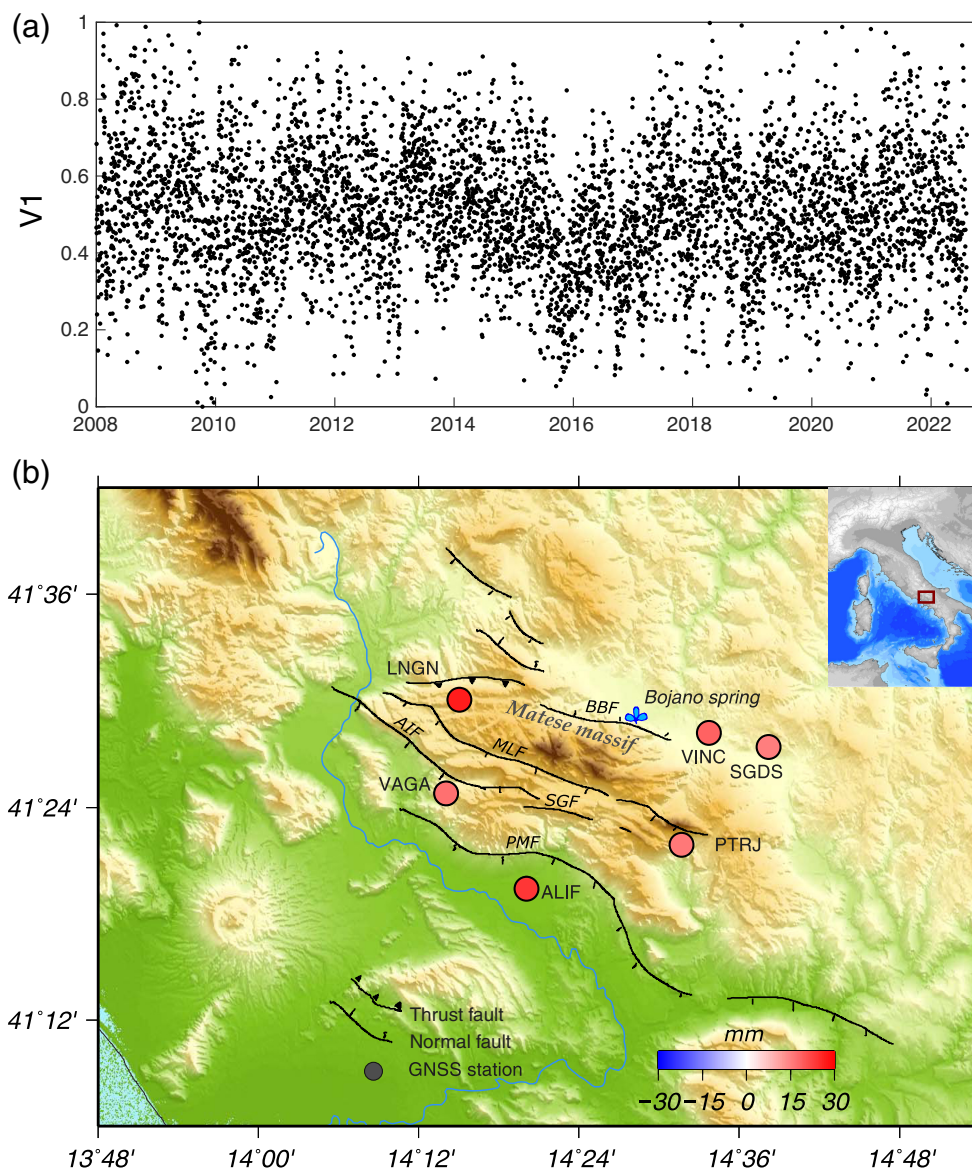 (a)
1
0.8
0.6
0.4
0.2
0
V1
2008 2010 2012 2014 2016 2018 2020 2022
(b)
41°36'
41°24'
41°12'
LNGN
BBF
Bojano spring
Matese massif
AIF
MLF
VINC
SGDS
VAGA
SGF
PMF
PTRJ
ALIF
Thrust fault
Normal fault
GNSS station
mm
−30 −15 0 15 30
13°48' 14°00' 14°12' 14°24' 14°36' 14°48'